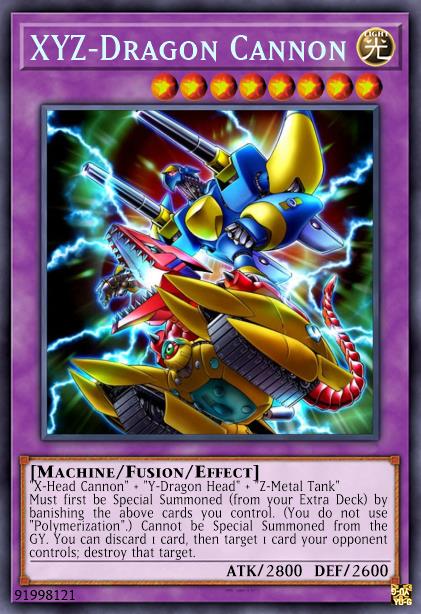 XYZ-Dragon Cannon
LIGHT
光
[Machine/Fusion/Effect]
"X-Head Cannon" + "Y-Dragon Head" + "Z-Metal Tank"
Must first be Special Summoned (from your Extra Deck) by
banishing the above cards you control. (You do not use
"Polymerization".) Cannot be Special Summoned from the
GY. You can discard 1 card, then target 1 card your opponent
controls; destroy that target.
ATK/2800 DEF/2600
91998121